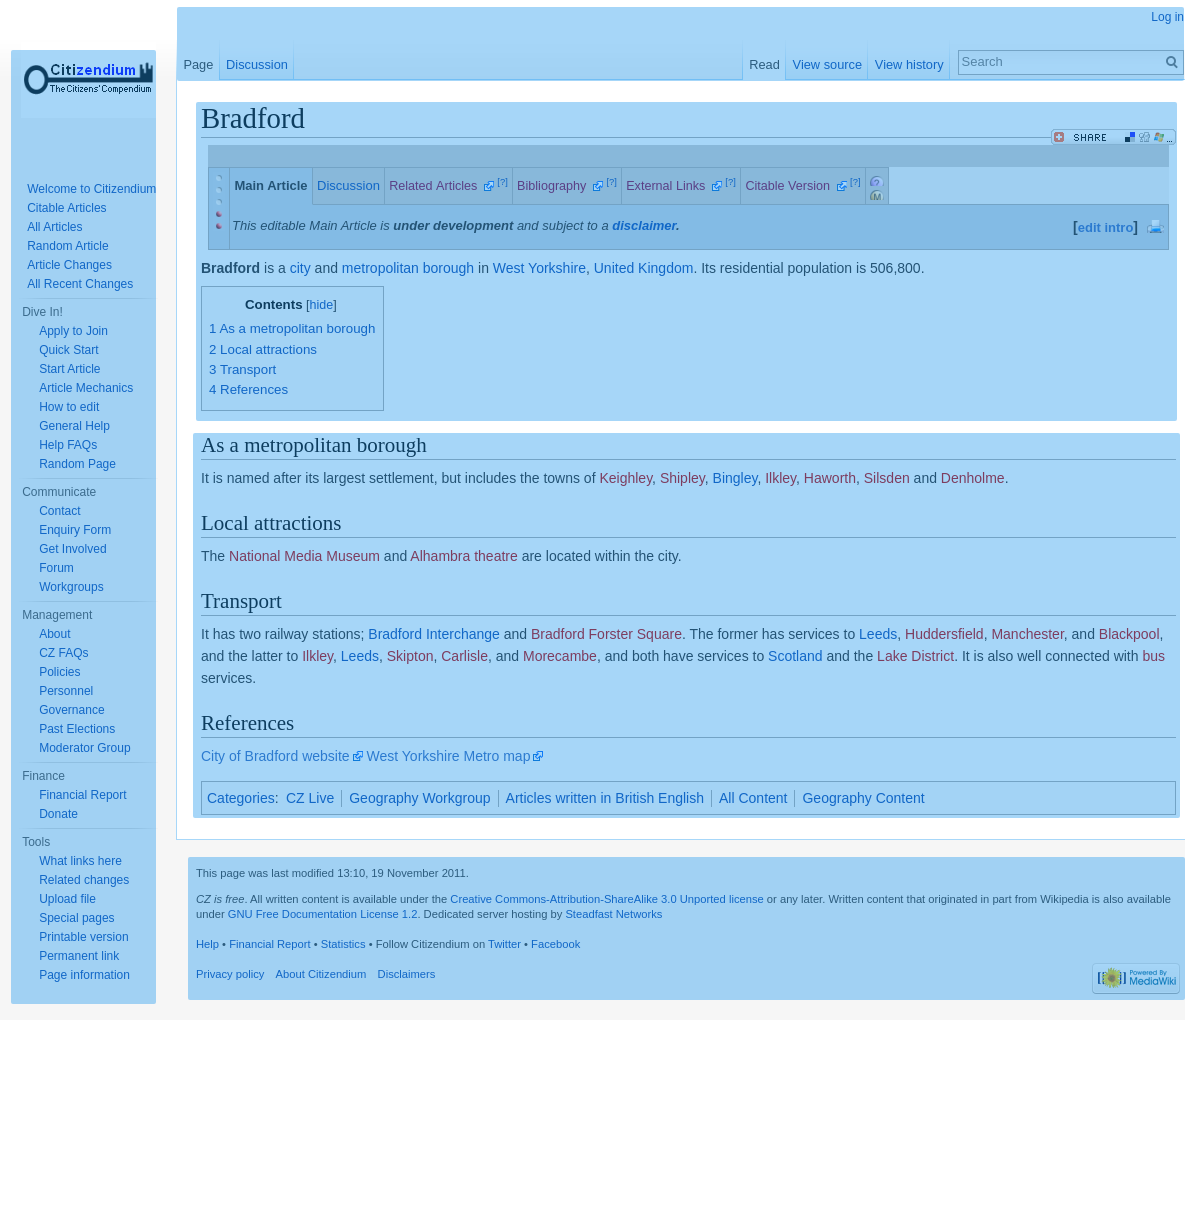 Log in
Page Discussion Read View source View history Search
Citizendium
The Citizens' Compendium
Welcome to Citizendium
Citable Articles
All Articles
Random Article
Article Changes
All Recent Changes
Dive In!
Apply to Join
Quick Start
Start Article
Article Mechanics
How to edit
General Help
Help FAQs
Random Page
Communicate
Contact
Enquiry Form
Get Involved
Forum
Workgroups
Management
About
CZ FAQs
Policies
Personnel
Governance
Past Elections
Moderator Group
Finance
Financial Report
Donate
Tools
What links here
Related changes
Upload file
Special pages
Printable version
Permanent link
Page information
Bradford
SHARE ...
Main Article Discussion Related Articles [?] Bibliography [?] External Links [?] Citable Version [?]
M
This editable Main Article is under development and subject to a disclaimer. [edit intro]
Bradford is a city and metropolitan borough in West Yorkshire, United Kingdom. Its residential population is 506,800.
Contents [hide]
1 As a metropolitan borough
2 Local attractions
3 Transport
4 References
As a metropolitan borough
It is named after its largest settlement, but includes the towns of Keighley, Shipley, Bingley, Ilkley, Haworth, Silsden and Denholme.
Local attractions
The National Media Museum and Alhambra theatre are located within the city.
Transport
It has two railway stations; Bradford Interchange and Bradford Forster Square. The former has services to Leeds, Huddersfield, Manchester, and Blackpool,
and the latter to Ilkley, Leeds, Skipton, Carlisle, and Morecambe, and both have services to Scotland and the Lake District. It is also well connected with bus
services.
References
City of Bradford website West Yorkshire Metro map
Categories: CZ Live Geography Workgroup Articles written in British English All Content Geography Content
This page was last modified 13:10, 19 November 2011.
CZ is free. All written content is available under the Creative Commons-Attribution-ShareAlike 3.0 Unported license or any later. Written content that originated in part from Wikipedia is also available
under GNU Free Documentation License 1.2. Dedicated server hosting by Steadfast Networks
Help • Financial Report • Statistics • Follow Citizendium on Twitter • Facebook
Privacy policy About Citizendium Disclaimers
Powered By
MediaWiki